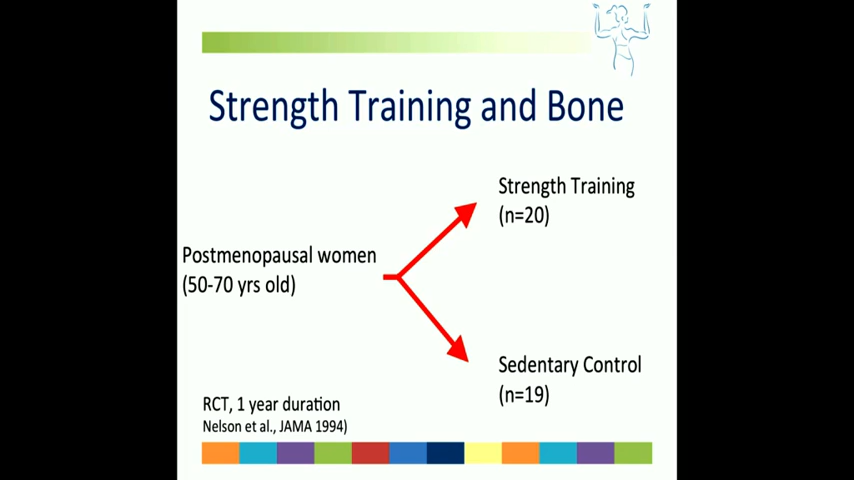 Strength Training and Bone
Strength Training
(n=20)
Postmenopausal women
(50-70 yrs old)
Sedentary Control
(n=19)
RCT, 1 year duration
Nelson et al., JAMA 1994)